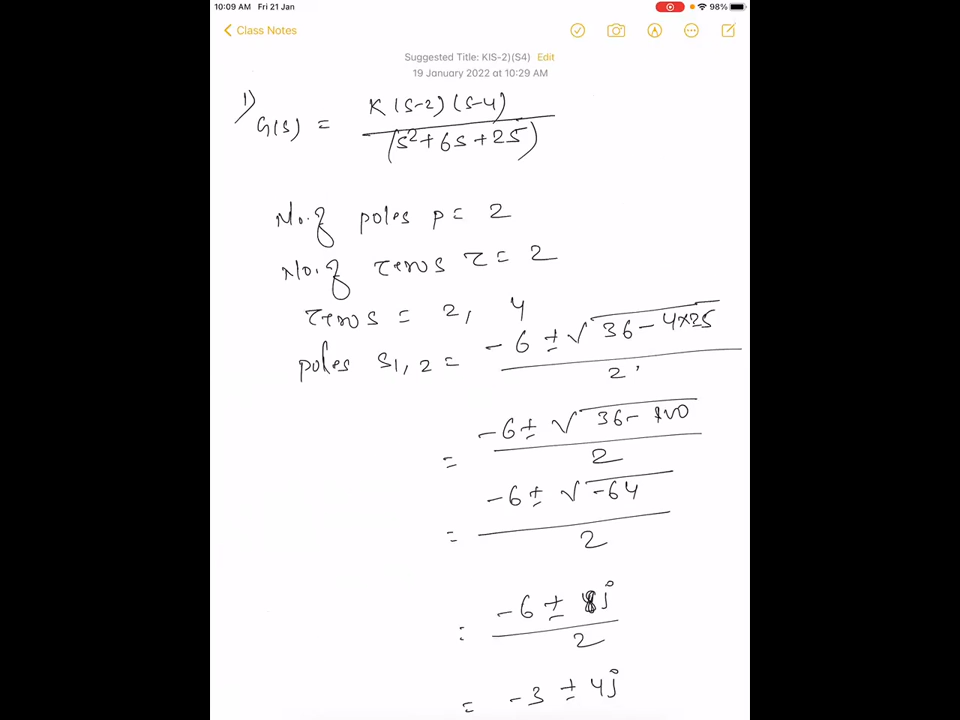 10:09 AM Fri 21 Jan 98%
Class Notes
Suggested Title: KIS-2)(S4) Edit
19 January 2022 at 10:29 AM
1) G(s) = K(s-2)(s-4) / (s²+6s+25)
No. of poles p = 2
No. of zeros z = 2
zeros = 2, 4
poles s1,2 = -6 ± √36-4×25 / 2
= -6 ± √36-100 / 2
= -6 ± √-64 / 2
= -6 ± 8j / 2
= -3 ± 4j